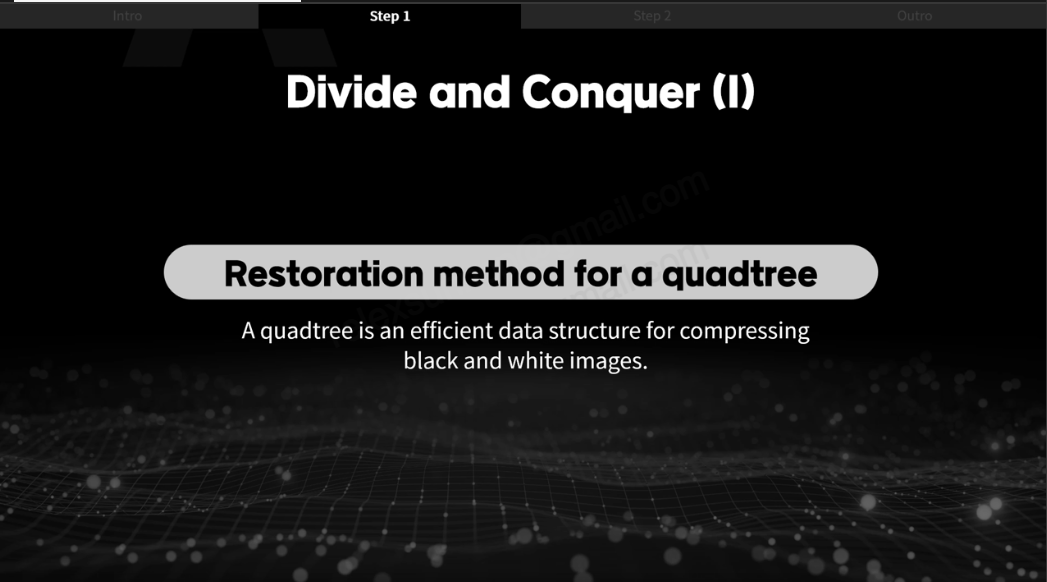 Intro
Step 1
Step 2
Outro
Divide and Conquer (I)
Restoration method for a quadtree
A quadtree is an efficient data structure for compressing
black and white images.